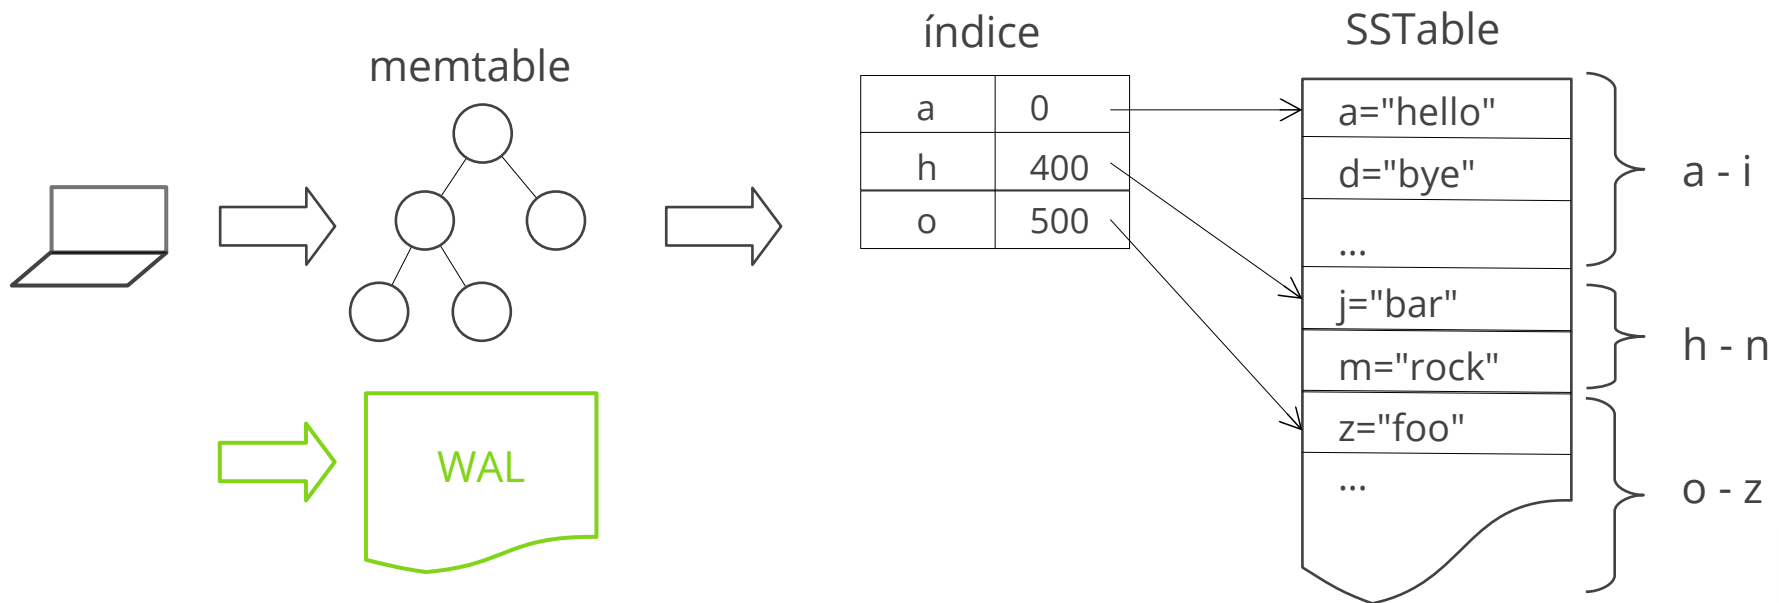 memtable
WAL
índice
a 0
h 400
o 500
SSTable
a="hello"
d="bye"
...
j="bar"
m="rock"
z="foo"
...
a - i
h - n
o - z